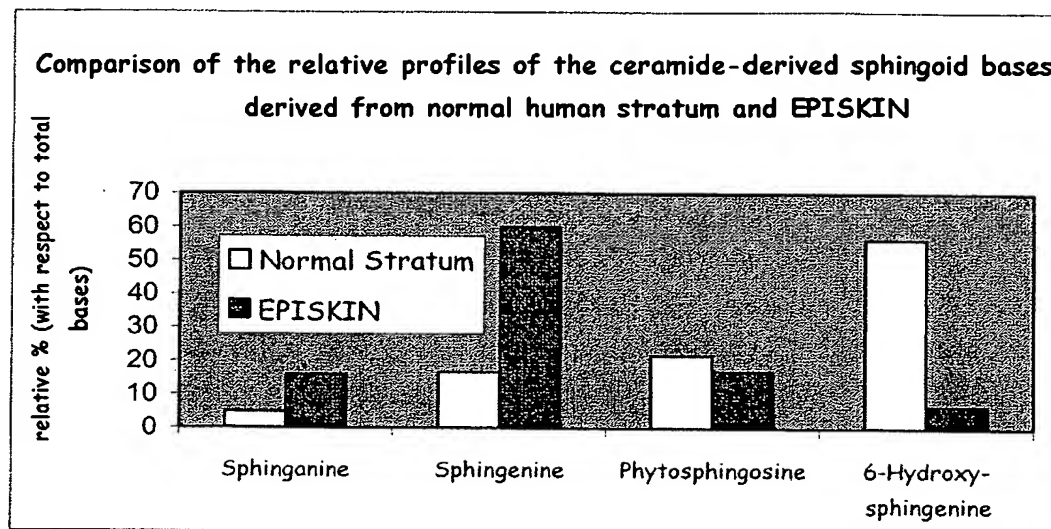 Comparison of the relative profiles of the ceramide-derived sphingoid bases
derived from normal human stratum and EPISKIN
relative % (with respect to total
bases)
70
60
50
40
30
20
10
0
Normal Stratum
EPISKIN
Sphinganine
Sphingenine
Phytosphingosine
6-Hydroxy-
sphingenine